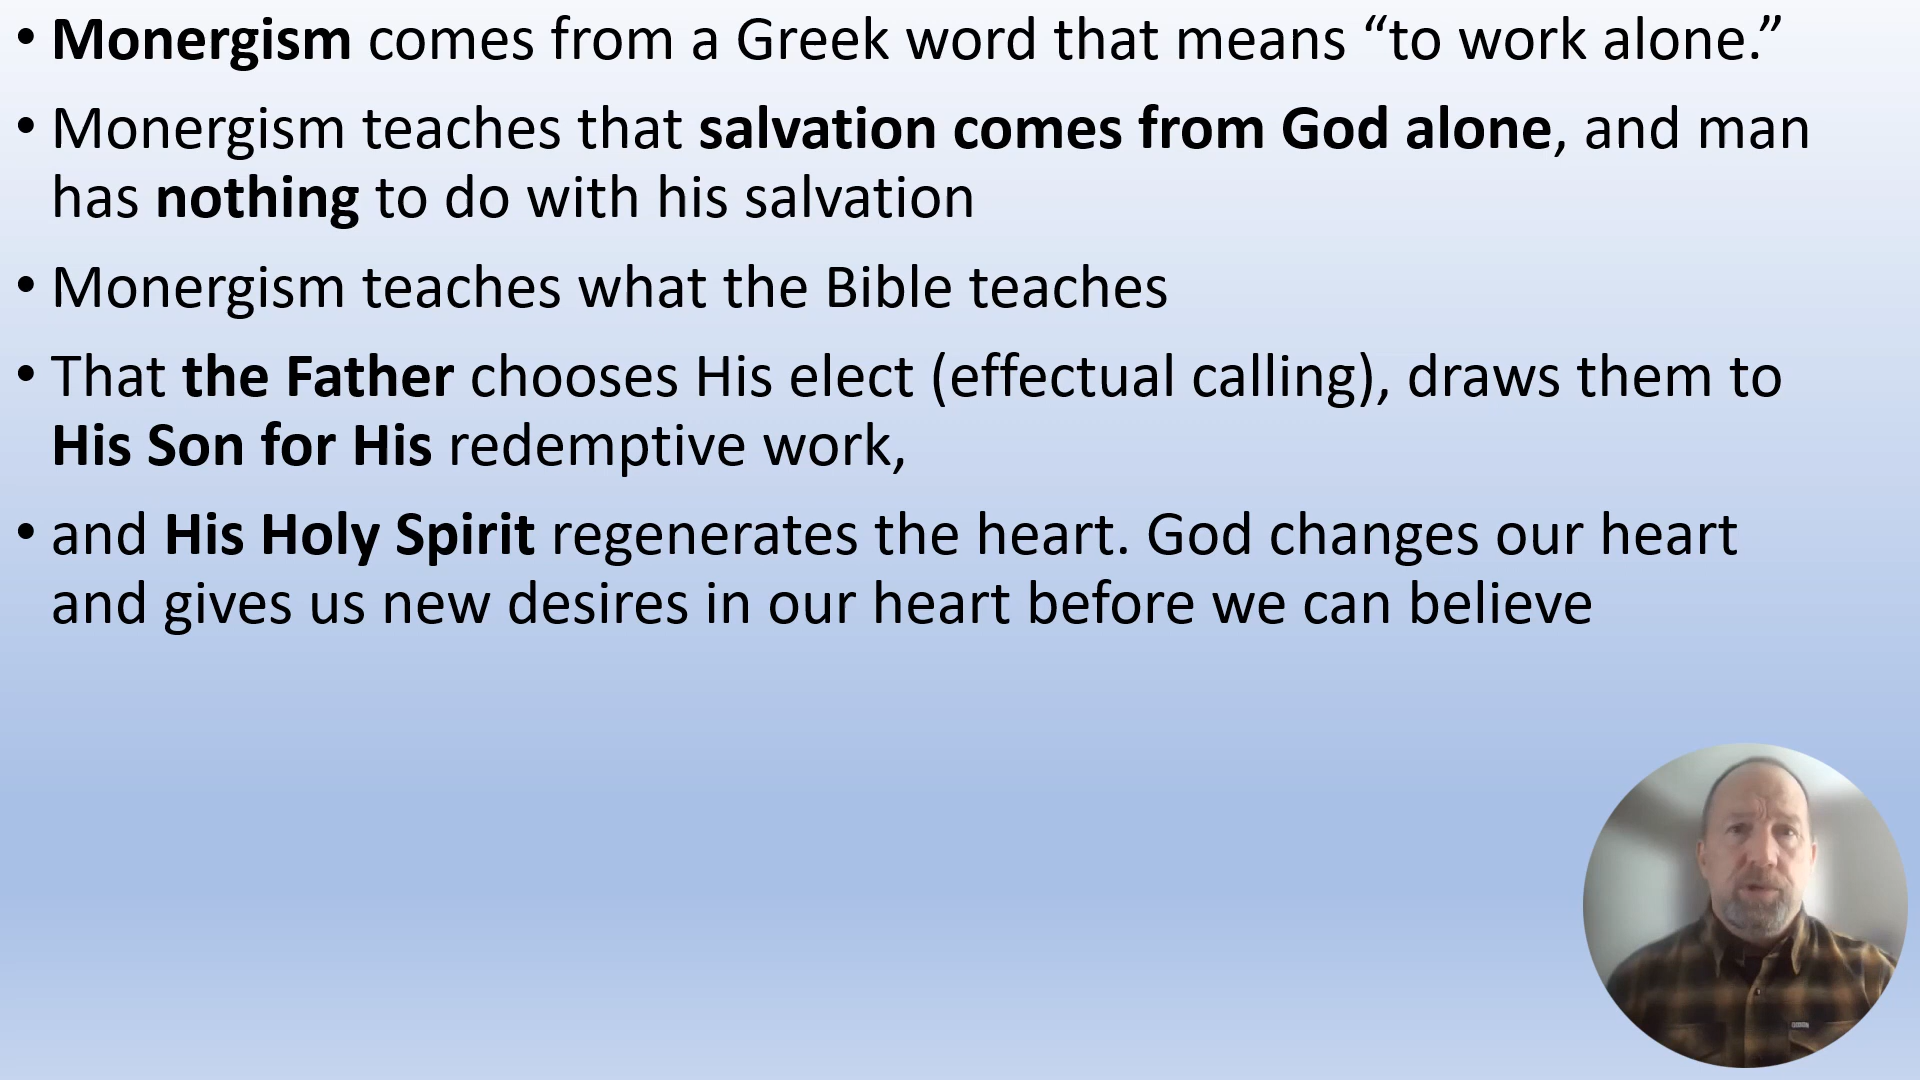 • Monergism comes from a Greek word that means “to work alone.”
• Monergism teaches that salvation comes from God alone, and man
has nothing to do with his salvation
• Monergism teaches what the Bible teaches
• That the Father chooses His elect (effectual calling), draws them to
His Son for His redemptive work,
• and His Holy Spirit regenerates the heart. God changes our heart
and gives us new desires in our heart before we can believe